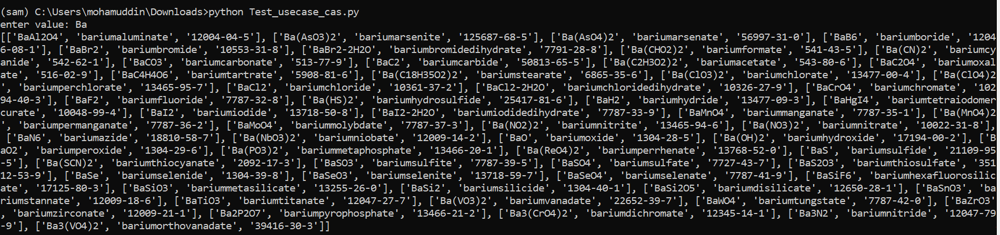 (sam) C:\Users\mohamuddin\Downloads>python Test_usecase_cas.py
enter value: Ba
[['BaAl2O4', 'bariumaluminate', '12004-04-5'], ['Ba(AsO3)2', 'bariumarsenite', '125687-68-5'], ['Ba(AsO4)2', 'bariumarsenate', '56997-31-0'], ['BaB6', 'bariumboride', '1204
6-08-1'], ['BaBr2', 'bariumbromide', '10553-31-8'], ['BaBr2-2H2O', 'bariumbromidedihydrate', '7791-28-8'], ['Ba(CHO2)2', 'bariumformate', '541-43-5'], ['Ba(CN)2', 'bariumcy
anide', '542-62-1'], ['BaCO3', 'bariumcarbonate', '513-77-9'], ['BaC2', 'bariumcarbide', '50813-65-5'], ['Ba(C2H3O2)2', 'bariumacetate', '543-80-6'], ['BaC2O4', 'bariumoxal
ate', '516-02-9'], ['BaC4H4O6', 'bariumtartrate', '5908-81-6'], ['Ba(C18H35O2)2', 'bariumstearate', '6865-35-6'], ['Ba(ClO3)2', 'bariumchlorate', '13477-00-4'], ['Ba(ClO4)2
', 'bariumperchlorate', '13465-95-7'], ['BaCl2', 'bariumchloride', '10361-37-2'], ['BaCl2-2H2O', 'bariumchloridedihydrate', '10326-27-9'], ['BaCrO4', 'bariumchromate', '102
94-40-3'], ['BaF2', 'bariumfluoride', '7787-32-8'], ['Ba(HS)2', 'bariumhydrosulfide', '25417-81-6'], ['BaH2', 'bariumhydride', '13477-09-3'], ['BaHgI4', 'bariumtetraiodomer
curate', '10048-99-4'], ['BaI2', 'bariumiodide', '13718-50-8'], ['BaI2-2H2O', 'bariumiodidedihydrate', '7787-33-9'], ['BaMnO4', 'bariummanganate', '7787-35-1'], ['Ba(MnO4)2
', 'bariumpermanganate', '7787-36-2'], ['BaMoO4', 'bariummolybdate', '7787-37-3'], ['Ba(NO2)2', 'bariumnitrite', '13465-94-6'], ['Ba(NO3)2', 'bariumnitrate', '10022-31-8'],
 ['BaN6', 'bariumazide', '18810-58-7'], ['Ba(NbO3)2', 'bariumniobate', '12009-14-2'], ['BaO', 'bariumoxide', '1304-28-5'], ['Ba(OH)2', 'bariumhydroxide', '17194-00-2'], ['B
aO2', 'bariumperoxide', '1304-29-6'], ['Ba(PO3)2', 'bariummetaphosphate', '13466-20-1'], ['Ba(ReO4)2', 'bariumperrhenate', '13768-52-0'], ['BaS', 'bariumsulfide', '21109-95
-5'], ['Ba(SCN)2', 'bariumthiocyanate', '2092-17-3'], ['BaSO3', 'bariumsulfite', '7787-39-5'], ['BaSO4', 'bariumsulfate', '7727-43-7'], ['BaS2O3', 'bariumthiosulfate', '351
12-53-9'], ['BaSe', 'bariumselenide', '1304-39-8'], ['BaSeO3', 'bariumselenite', '13718-59-7'], ['BaSeO4', 'bariumselenate', '7787-41-9'], ['BaSiF6', 'bariumhexafluorosilic
ate', '17125-80-3'], ['BaSiO3', 'bariummetasilicate', '13255-26-0'], ['BaSi2', 'bariumsilicide', '1304-40-1'], ['BaSi2O5', 'bariumdisilicate', '12650-28-1'], ['BaSnO3', 'ba
riumstannate', '12009-18-6'], ['BaTiO3', 'bariumtitanate', '12047-27-7'], ['Ba(VO3)2', 'bariumvanadate', '22652-39-7'], ['BaWO4', 'bariumtungstate', '7787-42-0'], ['BaZrO3'
, 'bariumzirconate', '12009-21-1'], ['Ba2P2O7', 'bariumpyrophosphate', '13466-21-2'], ['Ba3(CrO4)2', 'bariumdichromate', '12345-14-1'], ['Ba3N2', 'bariumnitride', '12047-79
-9'], ['Ba3(VO4)2', 'bariumorthovanadate', '39416-30-3']]